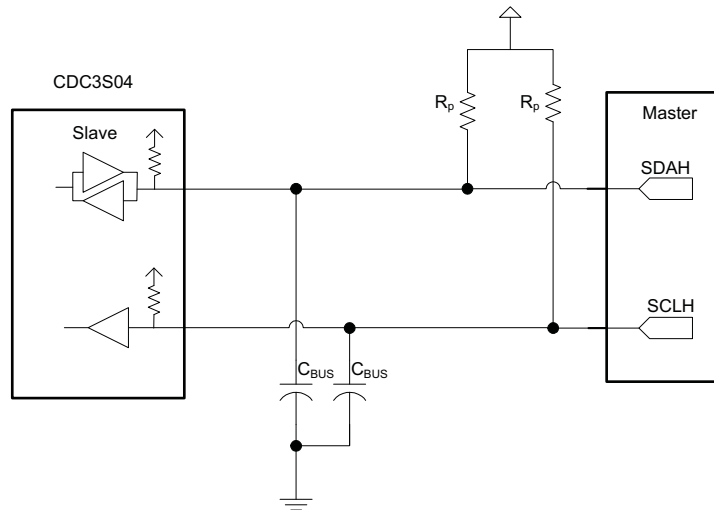 CDC3S04
Slave
Rp
Rp
Master
SDAH
SCLH
CBUS
CBUS